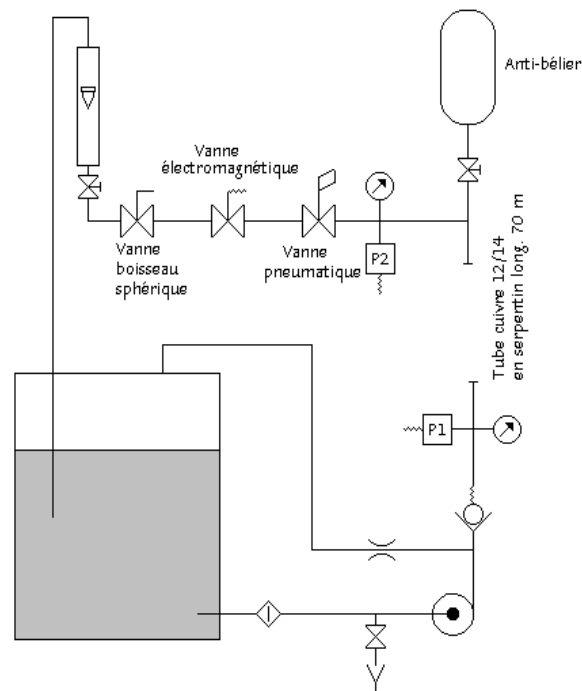 Anti-bélier
Vanne
électromagnétique
Vanne
boisseau
sphérique
Vanne
pneumatique
P2
Tube cuivre 12/14
en serpentin long. 70 m
P1